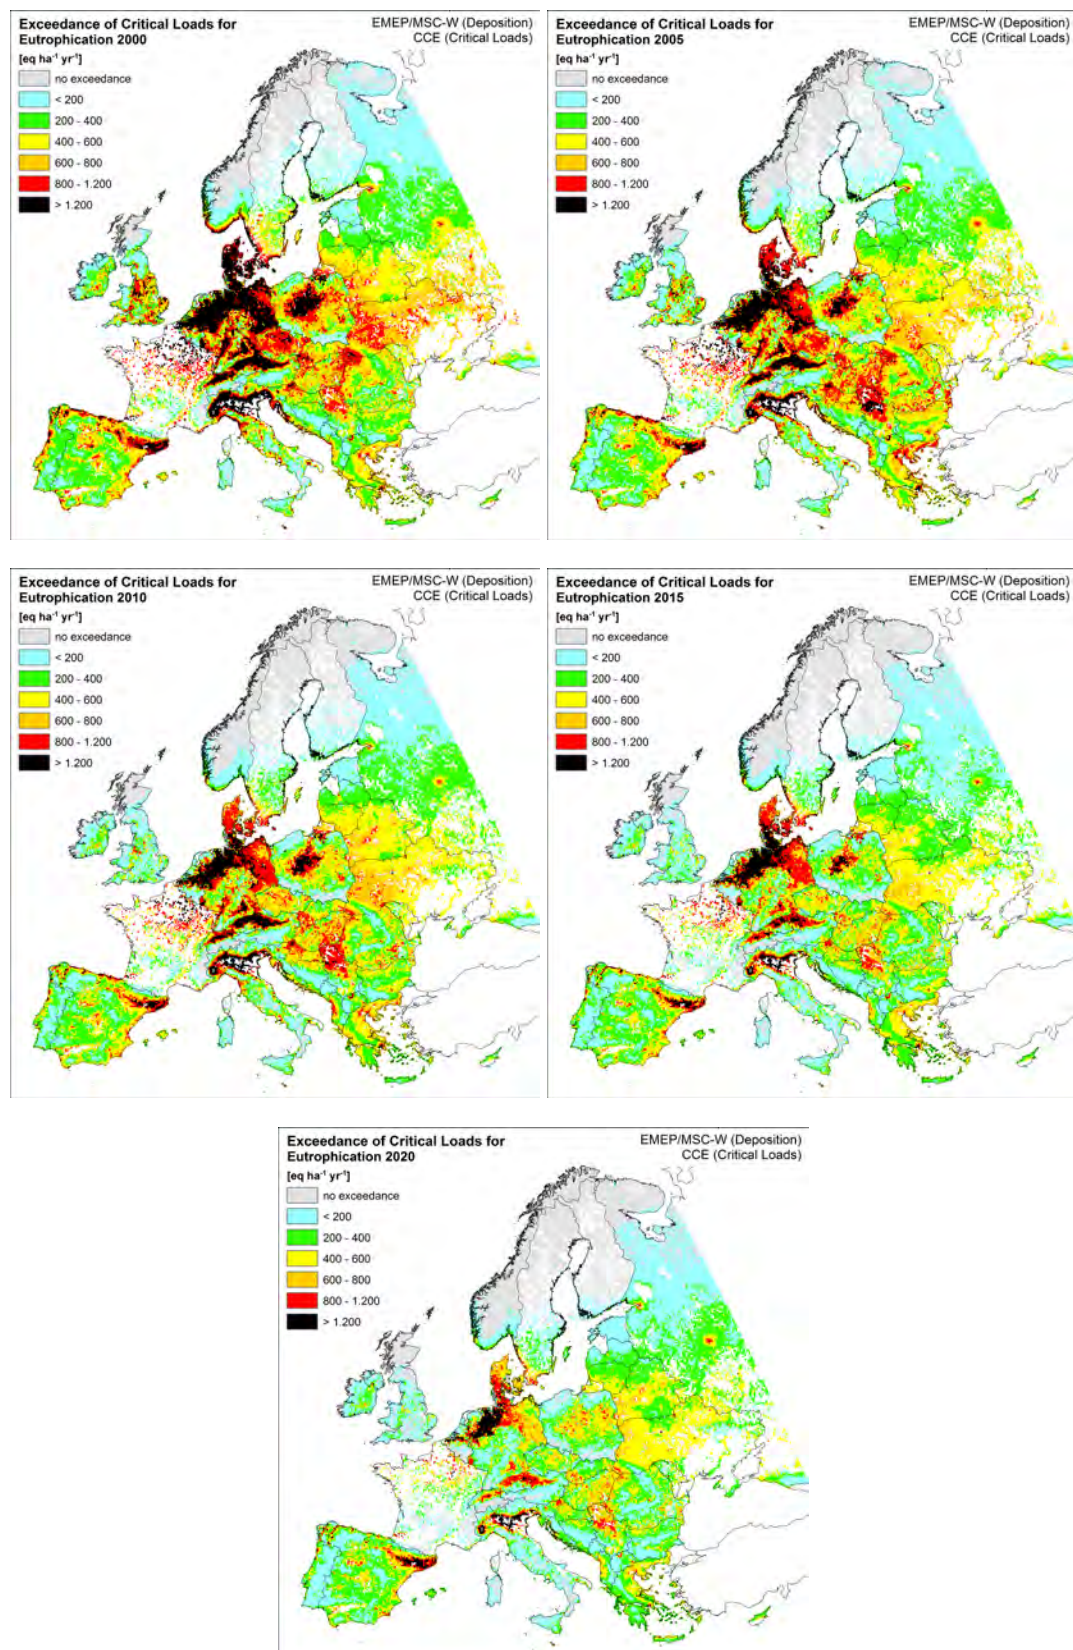 Exceedance of Critical Loads for
Eutrophication 2000
EMEP/MSC-W (Deposition)
CCE (Critical Loads)
[eq ha-1 yr-1]
no exceedance
< 200
200 - 400
400 - 600
600 - 800
800 - 1.200
> 1.200
Exceedance of Critical Loads for
Eutrophication 2005
EMEP/MSC-W (Deposition)
CCE (Critical Loads)
[eq ha-1 yr-1]
no exceedance
< 200
200 - 400
400 - 600
600 - 800
800 - 1.200
> 1.200
Exceedance of Critical Loads for
Eutrophication 2010
EMEP/MSC-W (Deposition)
CCE (Critical Loads)
[eq ha-1 yr-1]
no exceedance
< 200
200 - 400
400 - 600
600 - 800
800 - 1.200
> 1.200
Exceedance of Critical Loads for
Eutrophication 2015
EMEP/MSC-W (Deposition)
CCE (Critical Loads)
[eq ha-1 yr-1]
no exceedance
< 200
200 - 400
400 - 600
600 - 800
800 - 1.200
> 1.200
Exceedance of Critical Loads for
Eutrophication 2020
EMEP/MSC-W (Deposition)
CCE (Critical Loads)
[eq ha-1 yr-1]
no exceedance
< 200
200 - 400
400 - 600
600 - 800
800 - 1.200
> 1.200